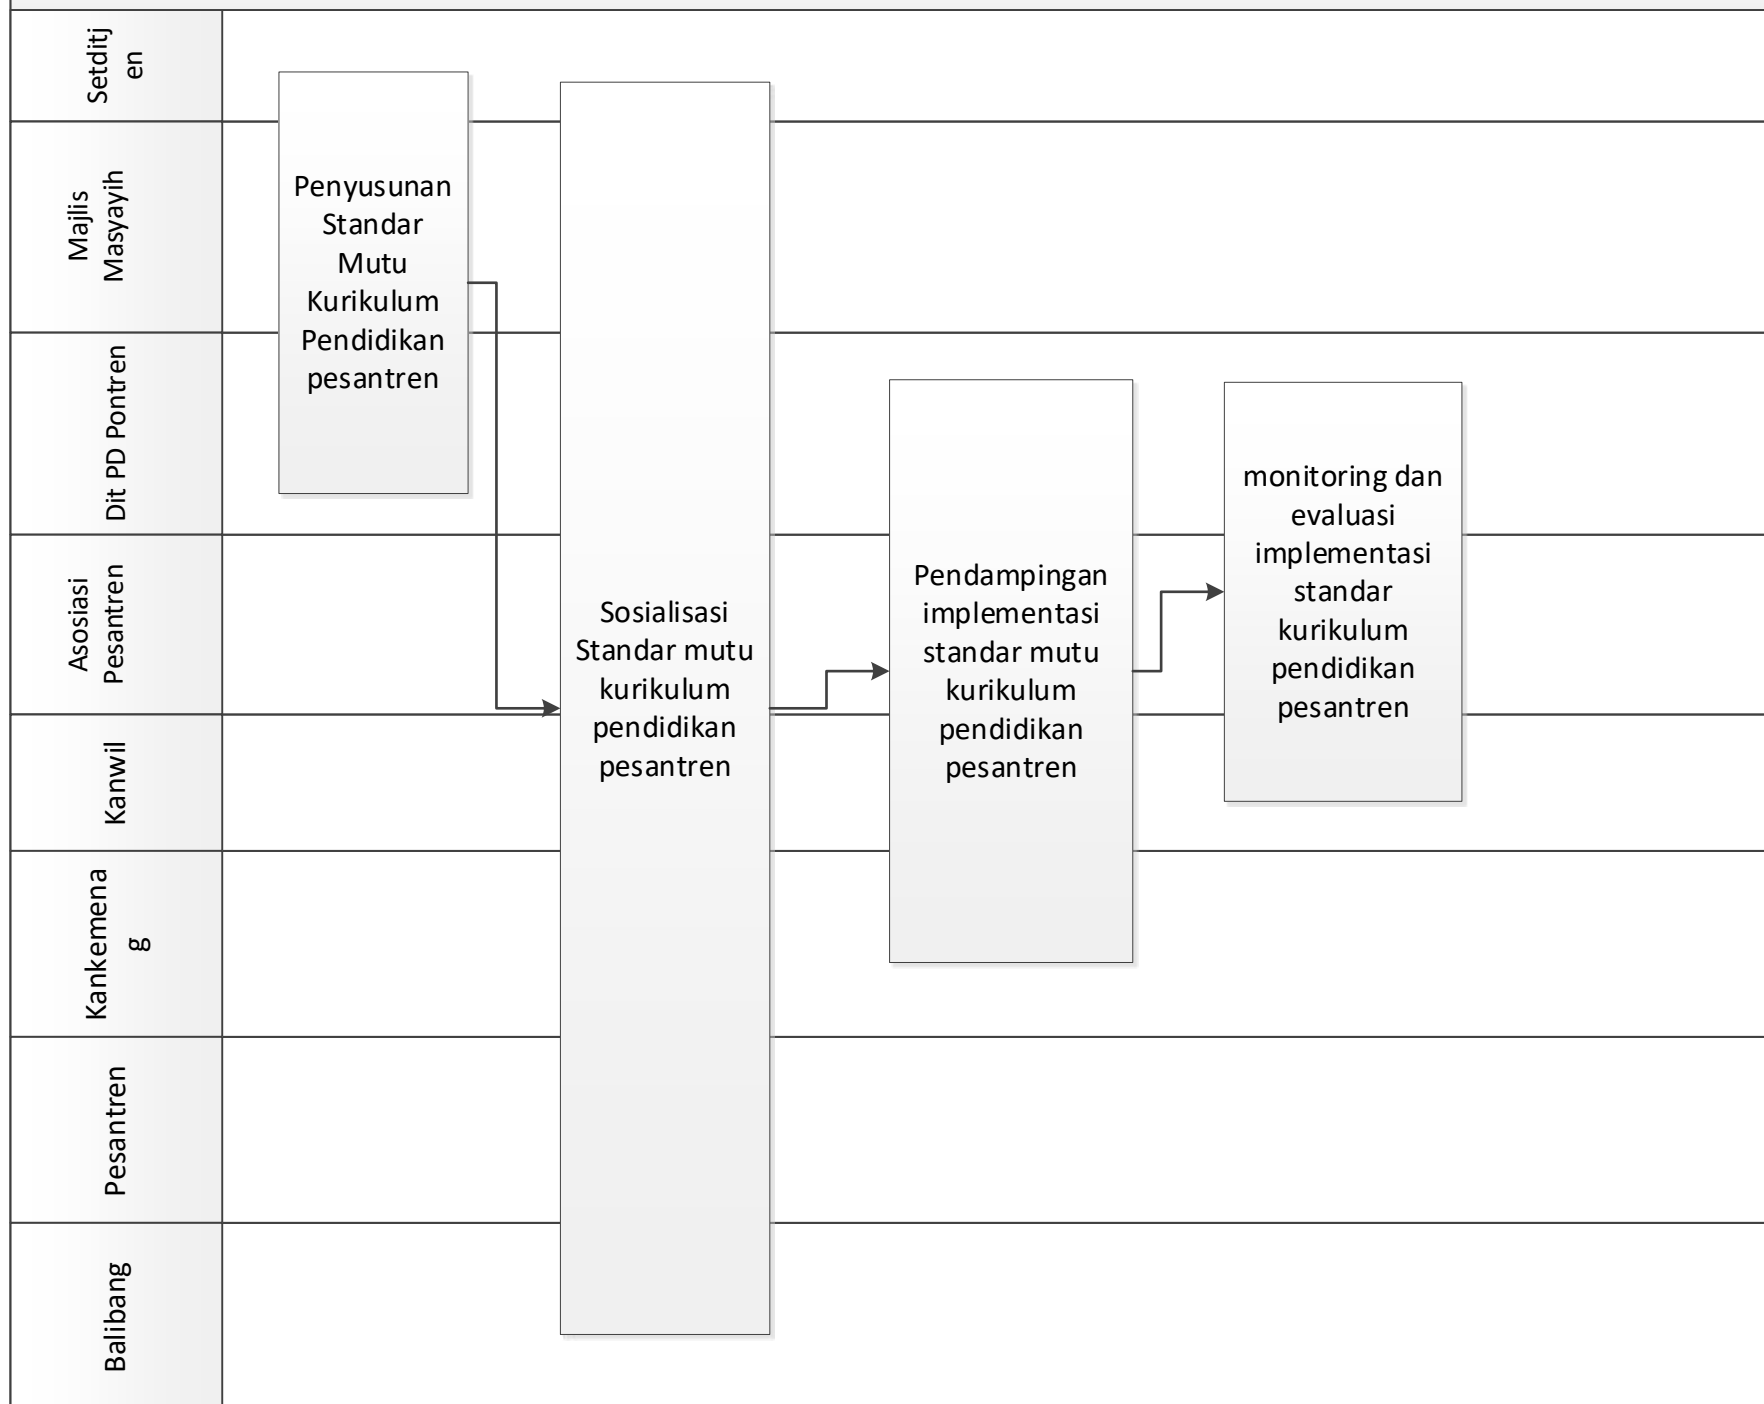 Setditj
en
Majlis
Masyayih
Dit PD Pontren
Asosiasi
Pesantren
Kanwil
Kankemena
g
Pesantren
Balibang
Penyusunan
Standar
Mutu
Kurikulum
Pendidikan
pesantren
Sosialisasi
Standar mutu
kurikulum
pendidikan
pesantren
Pendampingan
implementasi
standar mutu
kurikulum
pendidikan
pesantren
monitoring dan
evaluasi
implementasi
standar
kurikulum
pendidikan
pesantren